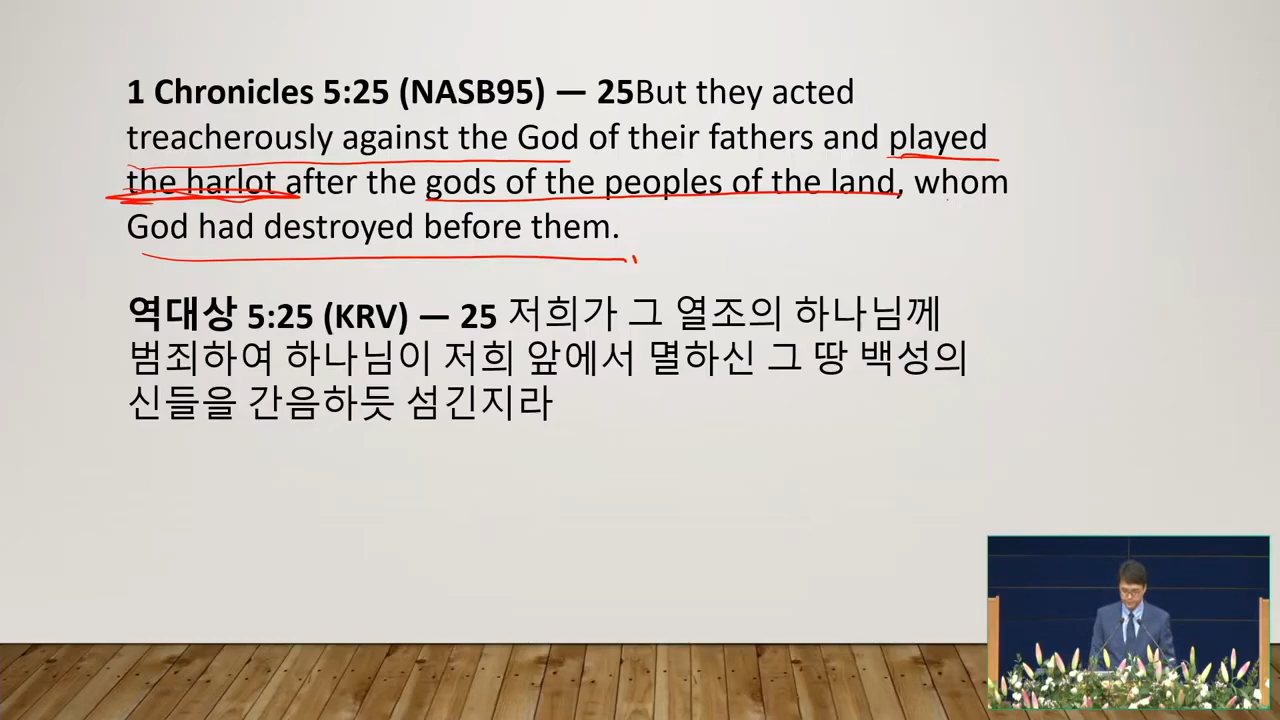 1 Chronicles 5:25 (NASB95) — 25But they acted
treacherously against the God of their fathers and played
the harlot after the gods of the peoples of the land, whom
God had destroyed before them.
역대상 5:25 (KRV) — 25 저희가 그 열조의 하나님께
범죄하여 하나님이 저희 앞에서 멸하신 그 땅 백성의
신들을 간음하듯 섬긴지라